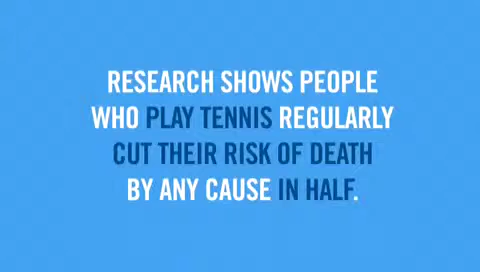 RESEARCH SHOWS PEOPLE
WHO PLAY TENNIS REGULARLY
CUT THEIR RISK OF DEATH
BY ANY CAUSE IN HALF.